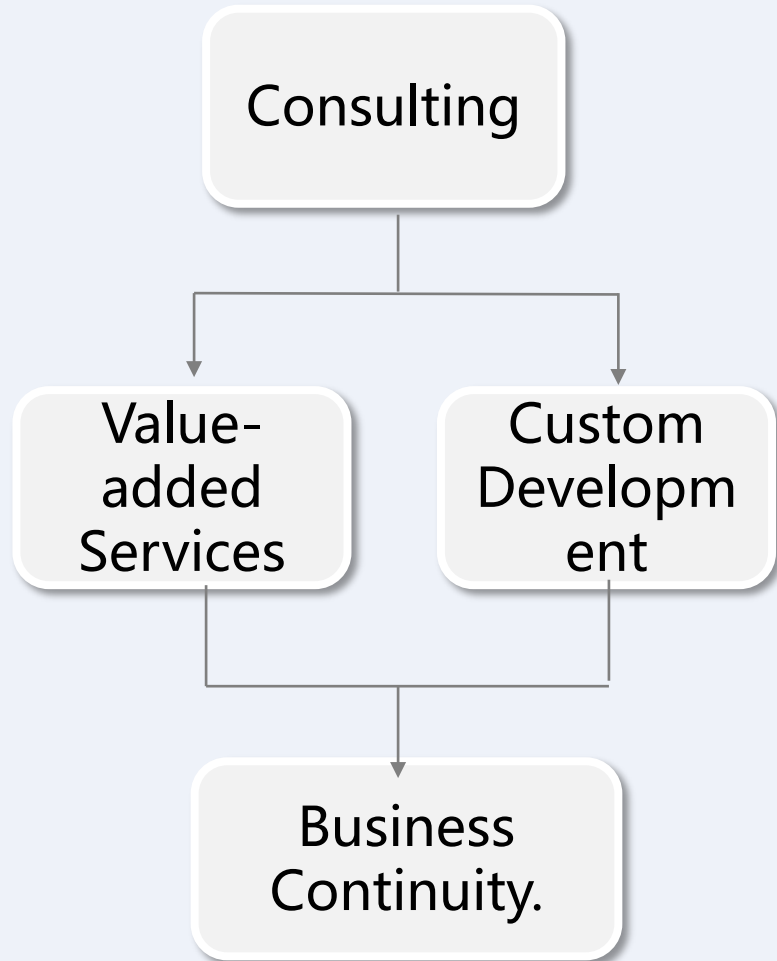 Consulting
Value-
added
Services
Custom
Developm
ent
Business
Continuity.